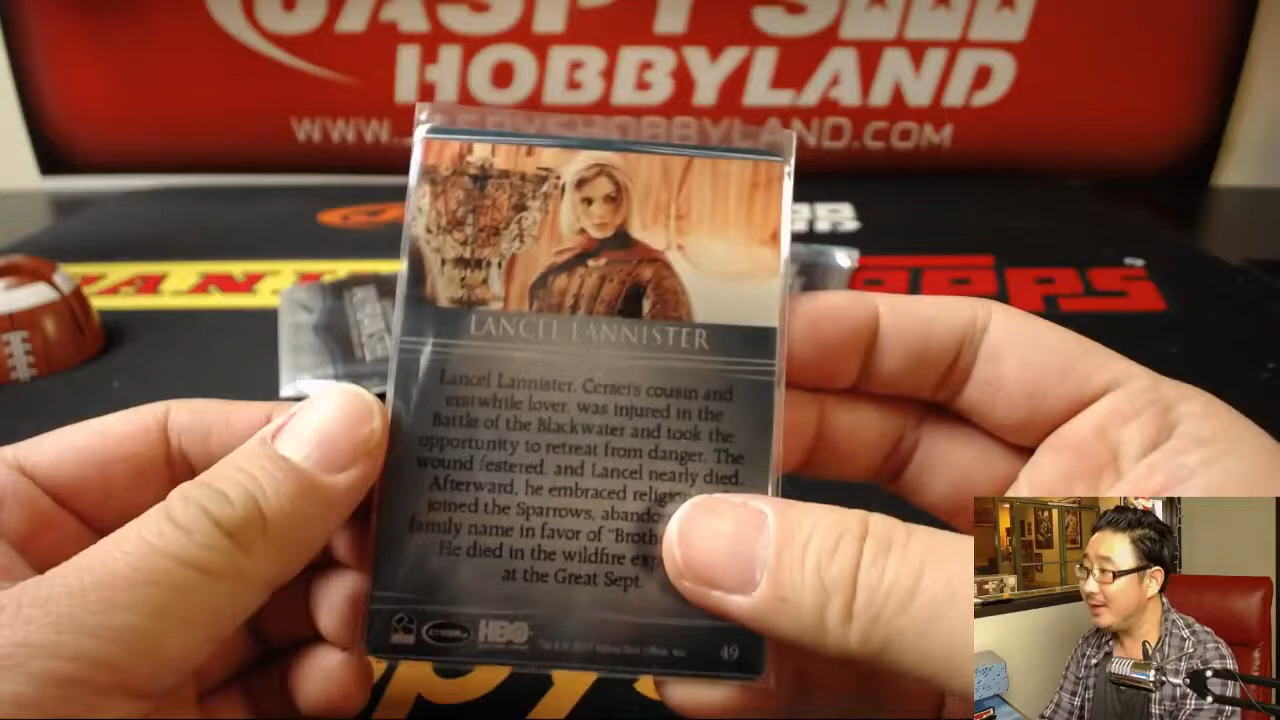 HOBBYLAND
WWW.
HOBBYLAND.COM
LANCEL LANNISTER
Lancel Lannister, Cersei's cousin and
erstwhile lover, was injured in the
Battle of the Blackwater and took the
opportunity to retreat from danger. The
wound festered, and Lancel nearly died.
Afterward, he embraced religio
joined the Sparrows, abando
family name in favor of "Broth
He died in the wildfire exp
at the Great Sept.
HBO
49